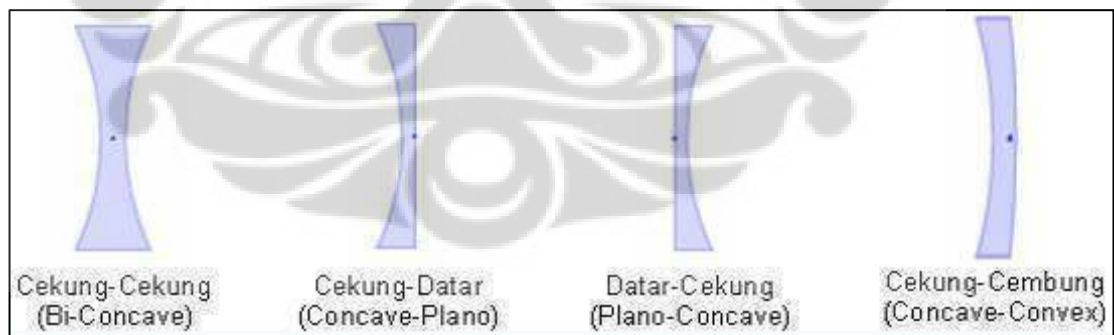 Cekung-Cekung
(Bi-Concave)
Cekung-Datar
(Concave-Plano)
Datar-Cekung
(Plano-Concave)
Cekung-Cembung
(Concave-Convex)